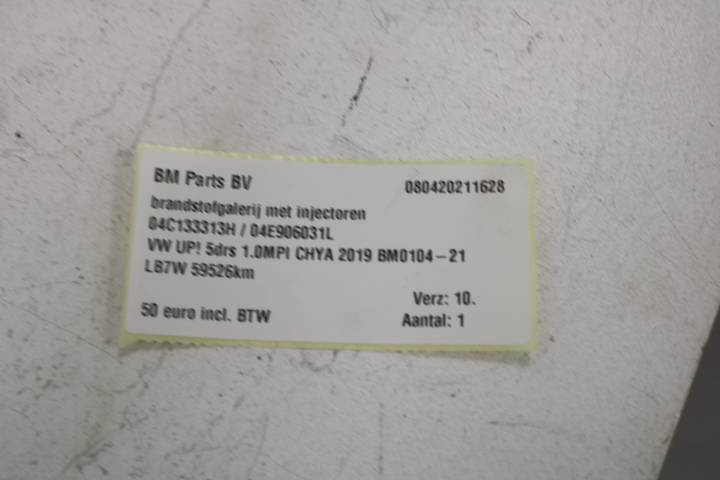 BM Parts BV 080420211628
brandstofgalerij met injectoren
04C133313H / 04E906031L
VW UP! 5drs 1.0MPI CHYA 2019 BM0104-21
LB7W 59526km
Verz: 10.
50 euro incl. BTW Aantal: 1